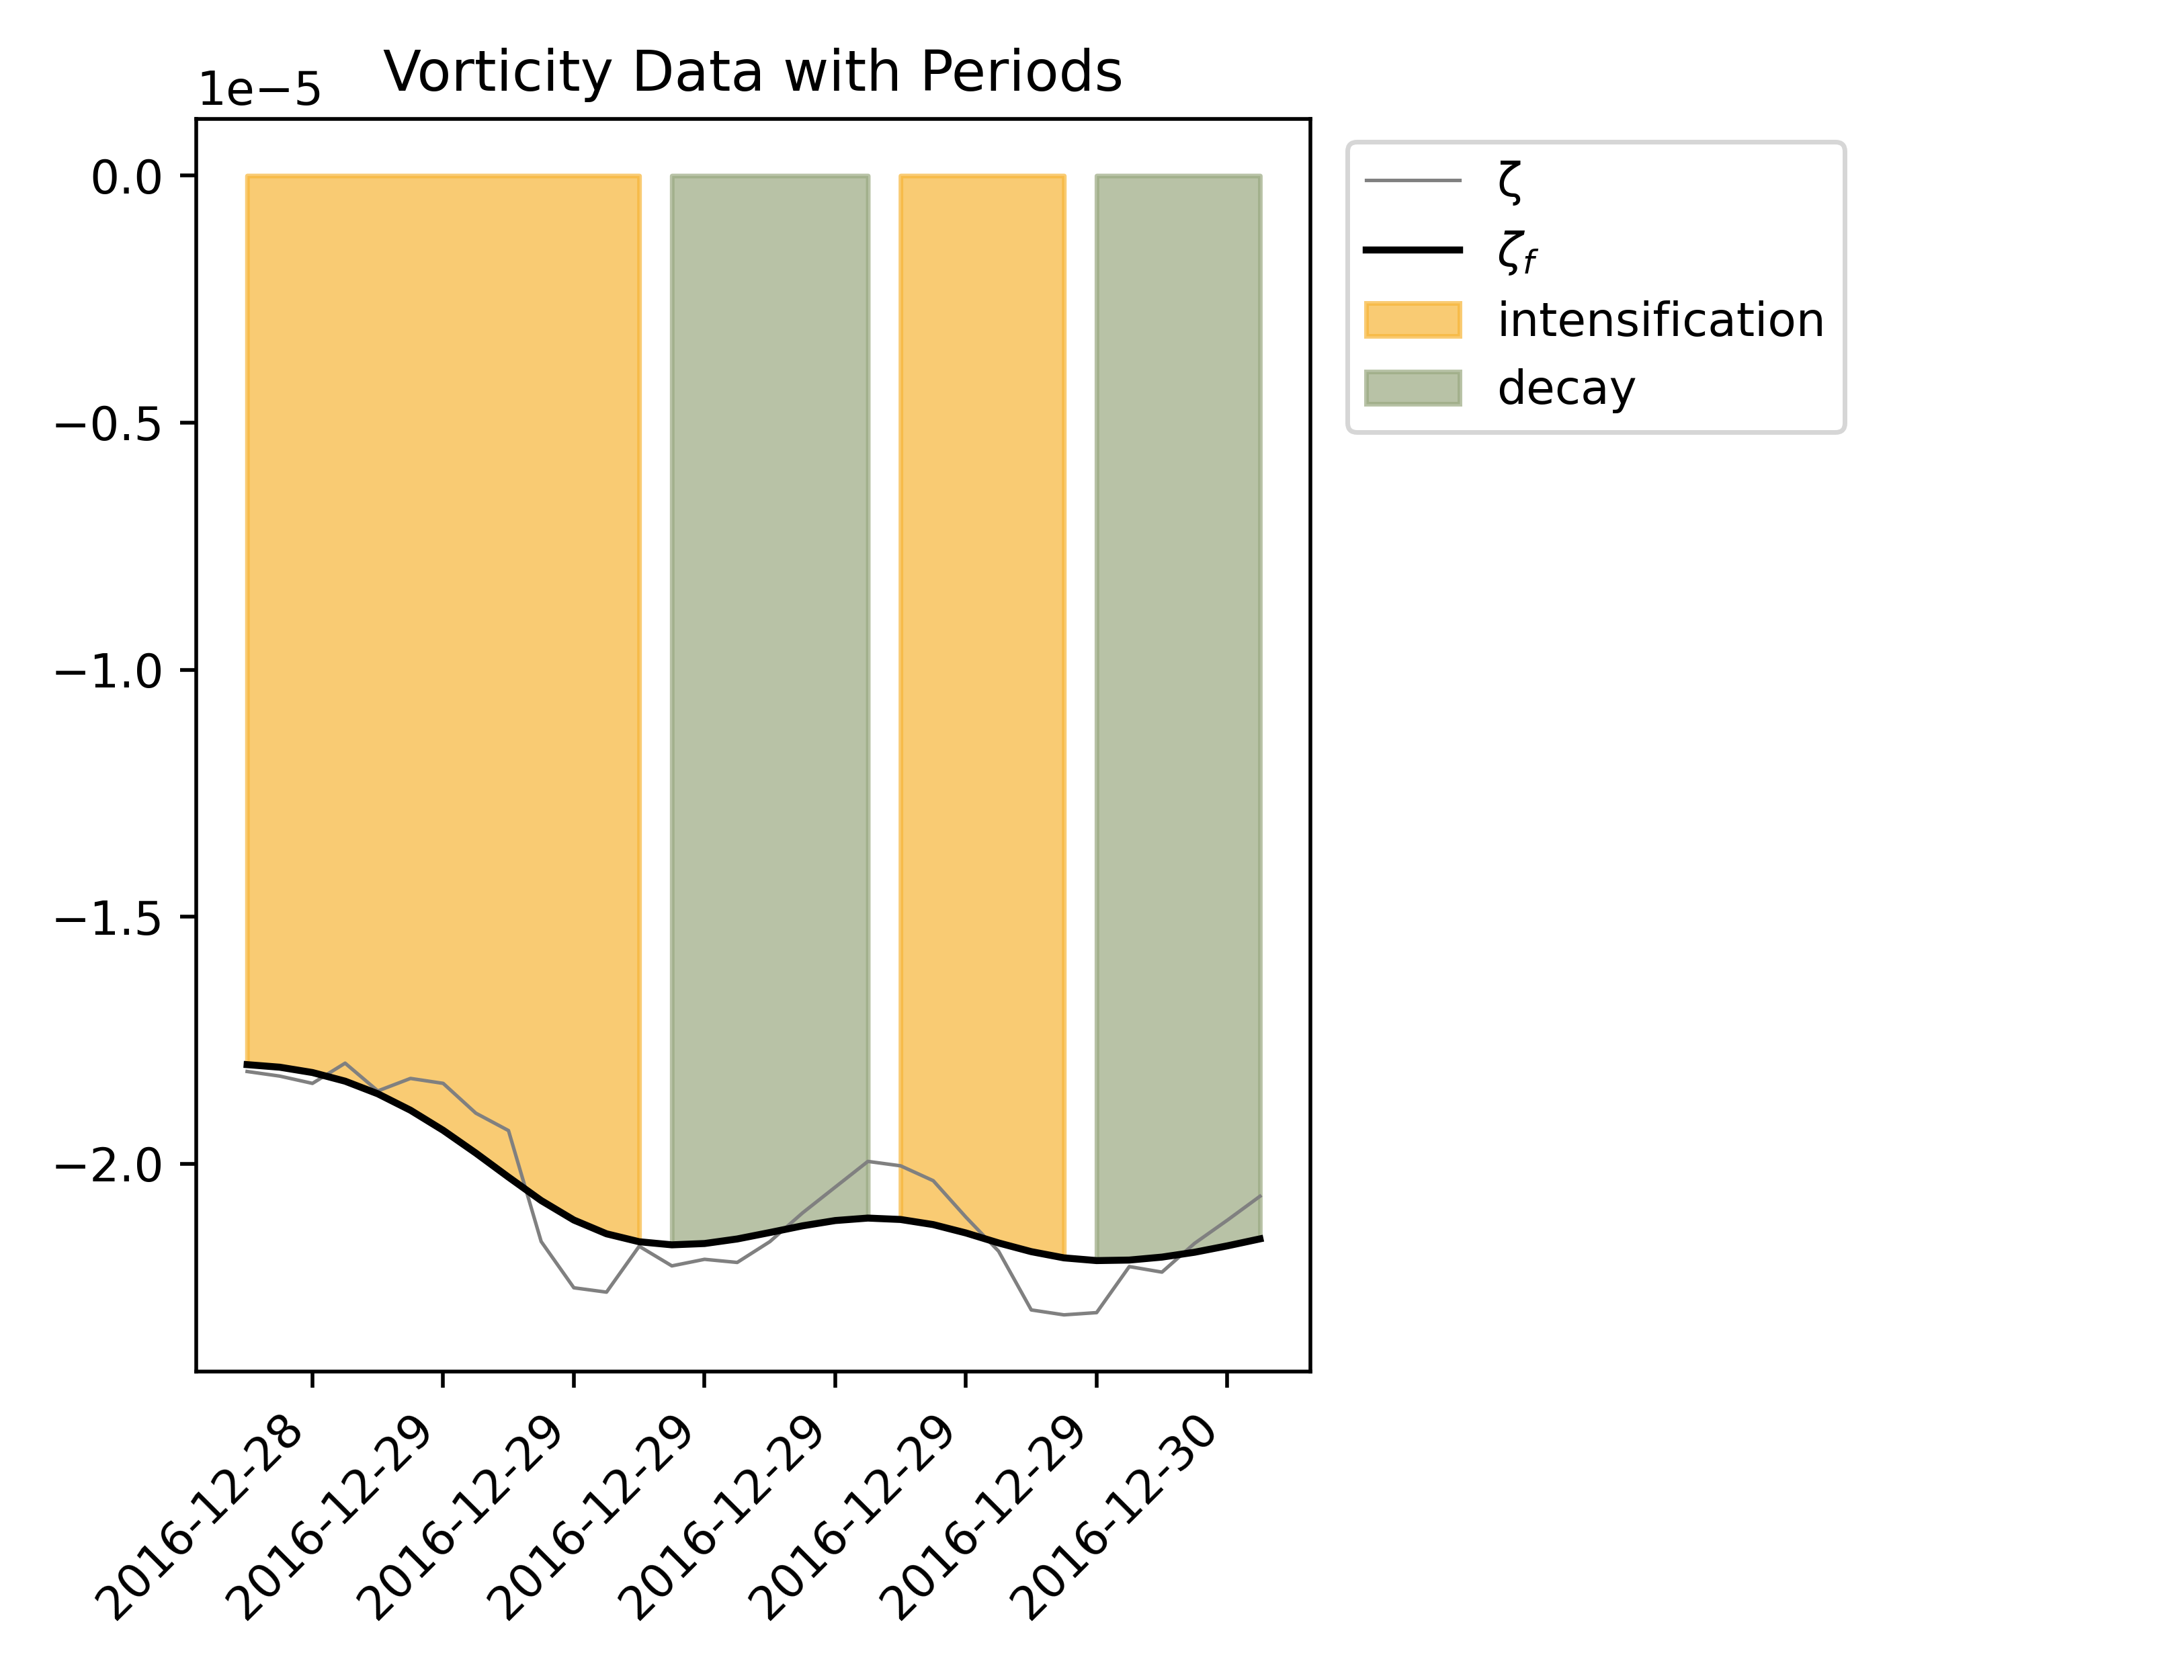 Vorticity Data with Periods
1e−5
0.0
−0.5
−1.0
−1.5
−2.0
2016-12-28
2016-12-29
2016-12-29
2016-12-29
2016-12-29
2016-12-29
2016-12-29
2016-12-30
ζ
ζf
intensification
decay